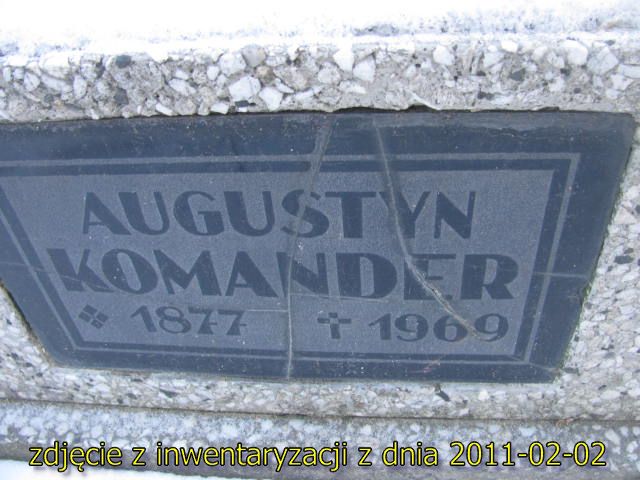 AUGUSTYN
KOMANDER
1877 ✝ 1969
zdjęcie z inwentaryzacji z dnia 2011-02-02